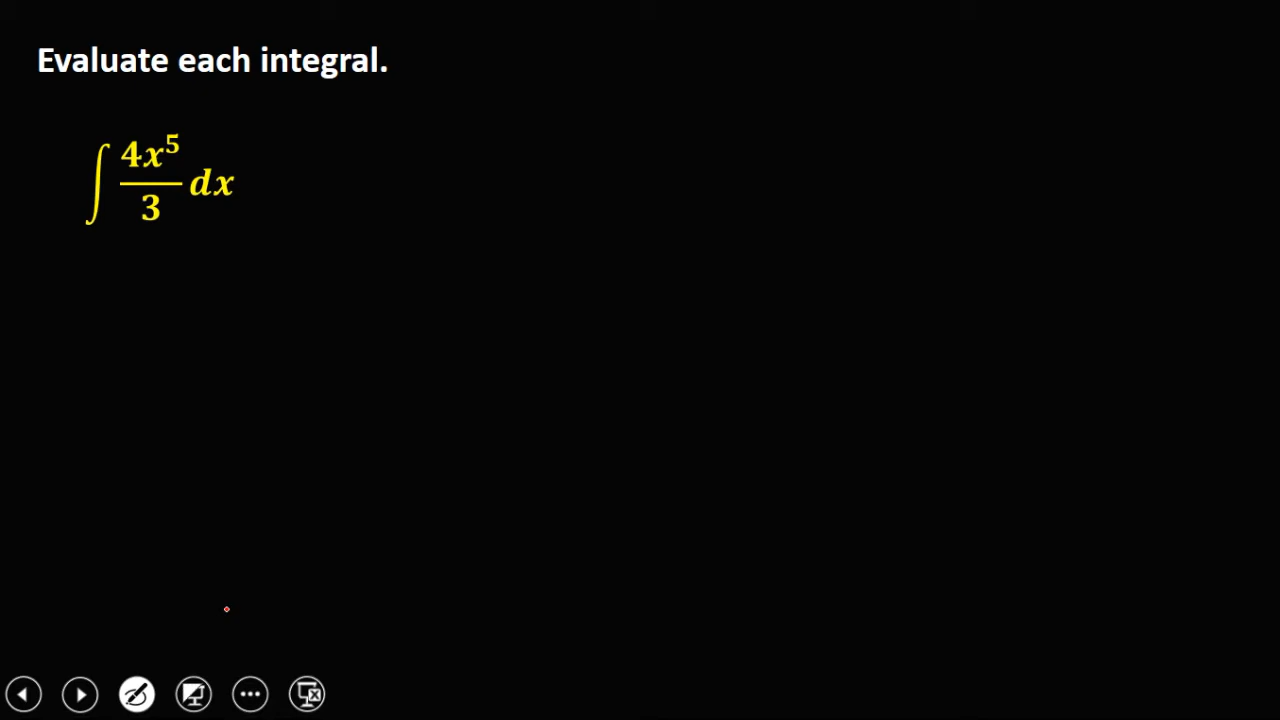 Evaluate each integral.
∫ 4x⁵/3 dx